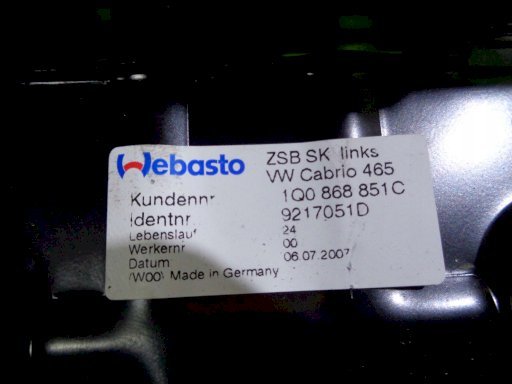 Webasto ZSB SK links
VW Cabrio 465
Kundennr 1Q0 868 851C
Identnr 9217051D
Lebenslauf 24
Werkernr 00
Datum 06.07.2007
(W00) Made in Germany